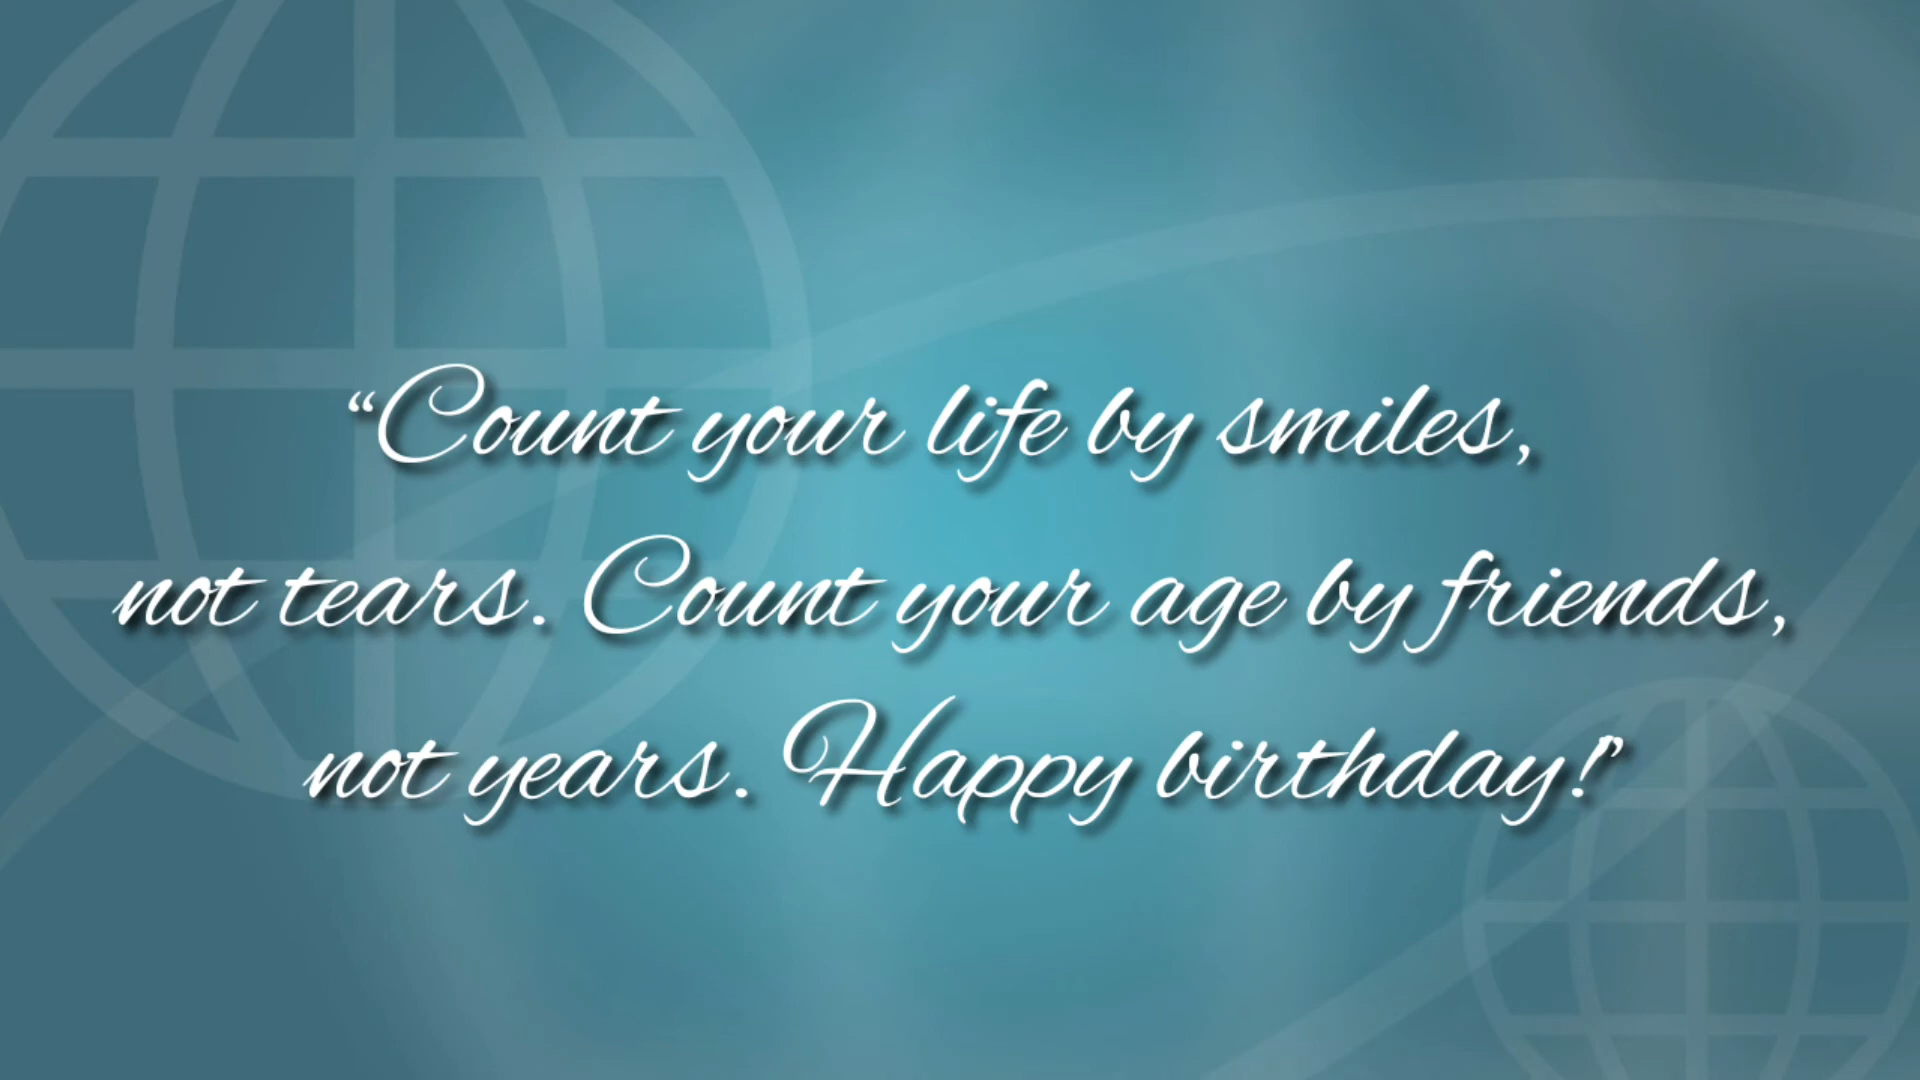 “Count your life by smiles,
not tears. Count your age by friends,
not years. Happy birthday!”